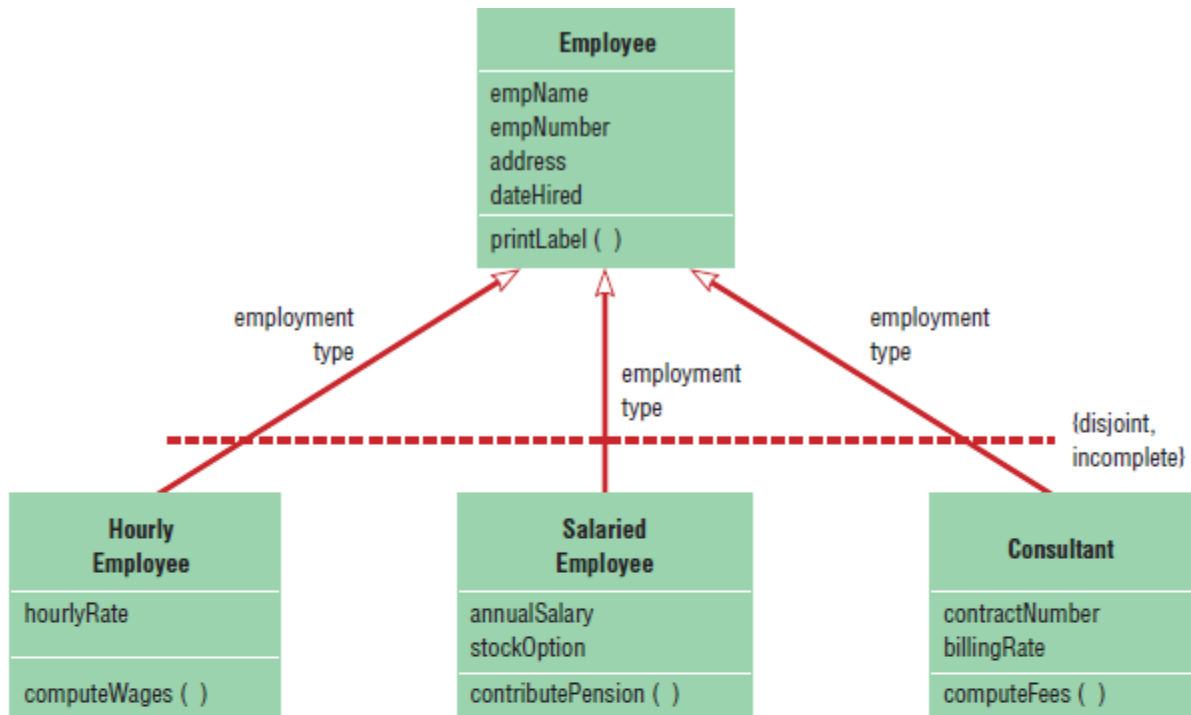 Employee
empName
empNumber
address
dateHired
printLabel ( )
employment
type
employment
type
employment
type
{disjoint,
incomplete}
Hourly
Employee
hourlyRate
computeWages ( )
Salaried
Employee
annualSalary
stockOption
contributePension ( )
Consultant
contractNumber
billingRate
computeFees ( )